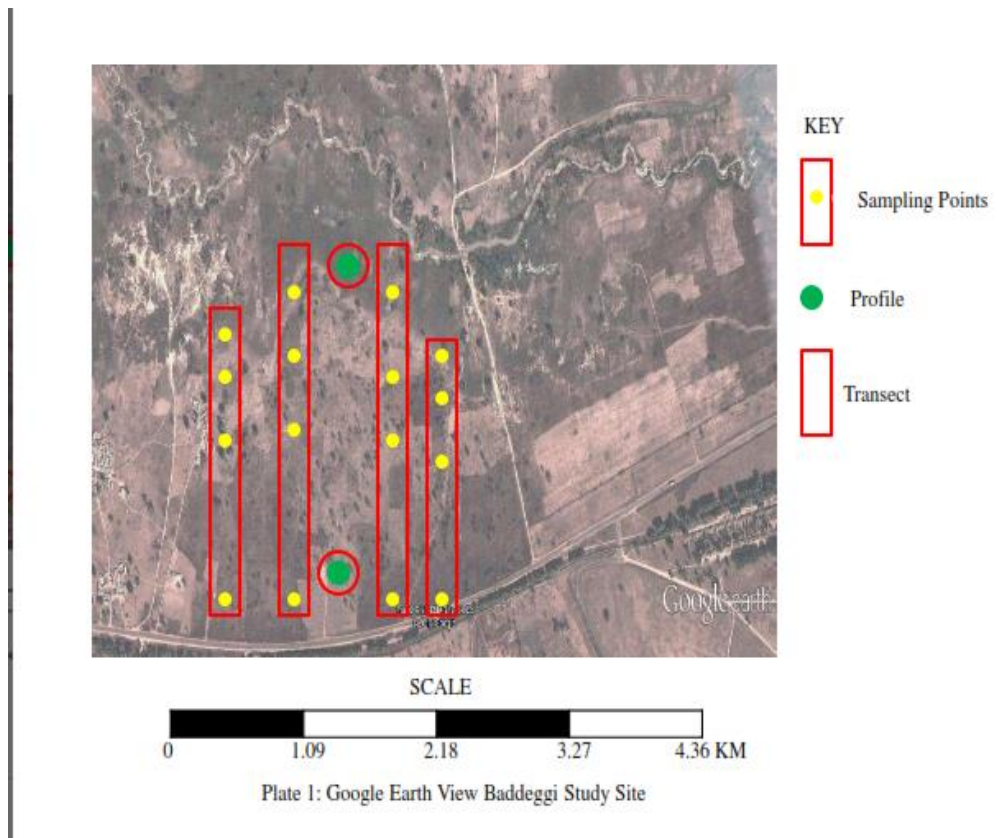 KEY
Sampling Points
Profile
Transect
Google earth
SCALE
0 1.09 2.18 3.27 4.36 KM
Plate 1: Google Earth View Baddeggi Study Site